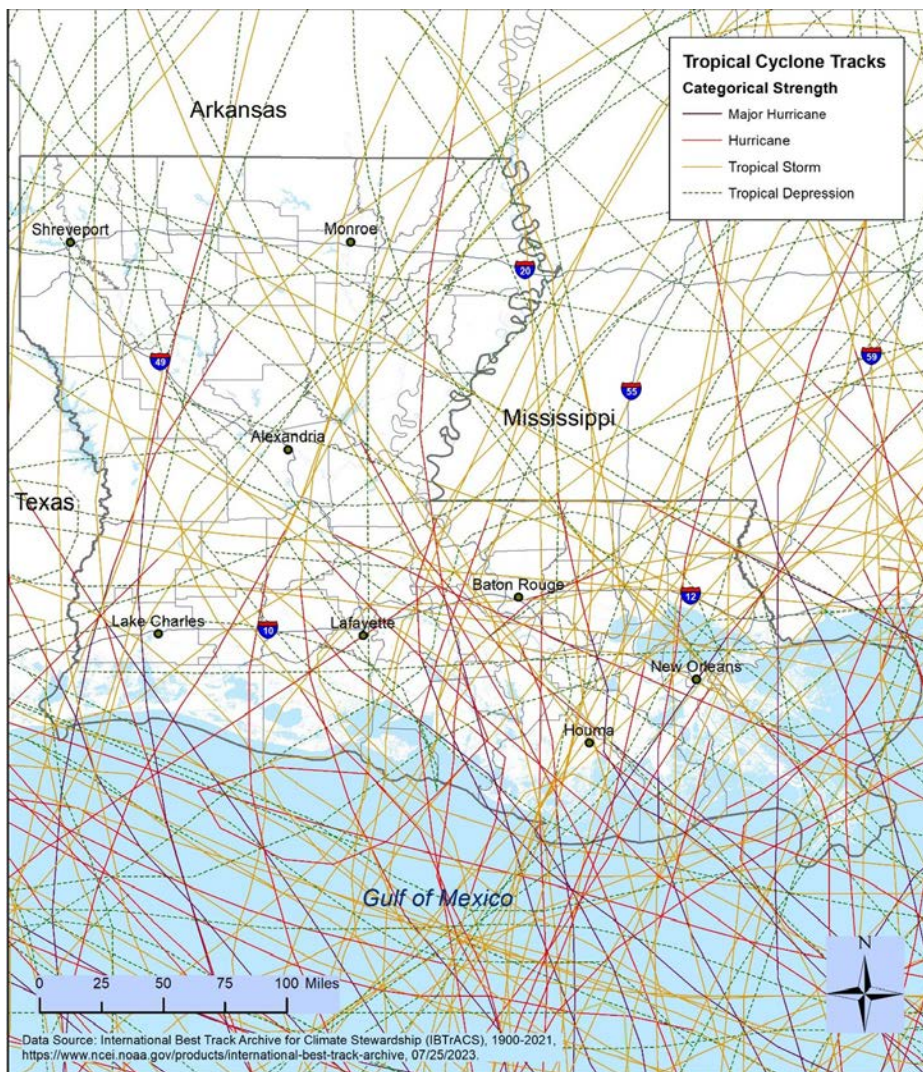 Tropical Cyclone Tracks
Categorical Strength
Major Hurricane
Hurricane
Tropical Storm
Tropical Depression
Arkansas
Shreveport
Monroe
20
49
59
55
Mississippi
Alexandria
Texas
Baton Rouge
12
Lake Charles
10
Lafayette
New Orleans
Houma
Gulf of Mexico
N
0 25 50 75 100 Miles
Data Source: International Best Track Archive for Climate Stewardship (IBTrACS), 1900-2021,
https://www.ncei.noaa.gov/products/international-best-track-archive, 07/25/2023.